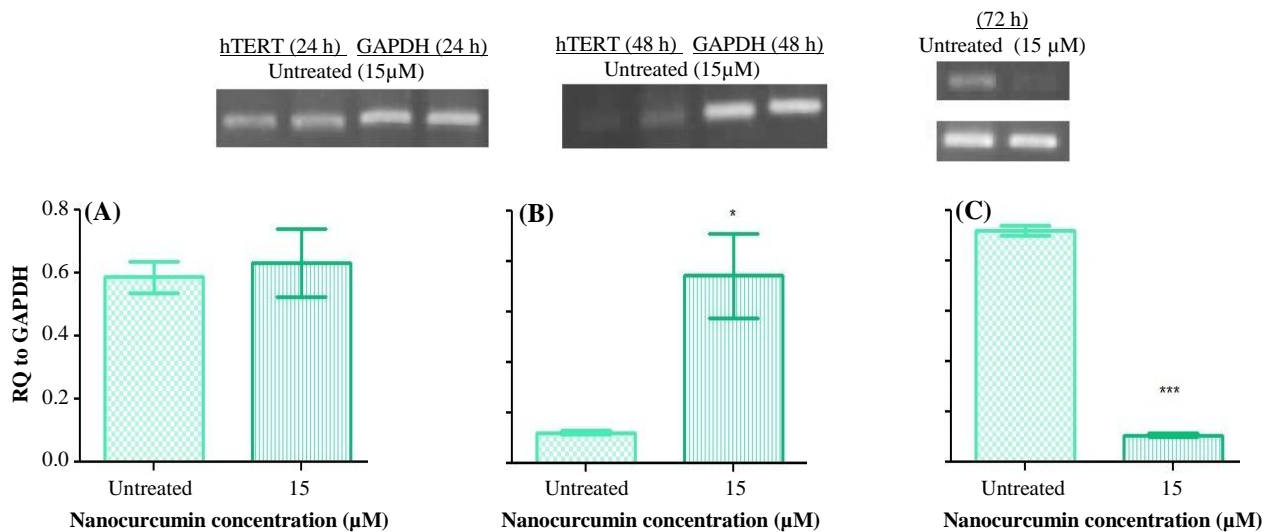 hTERT (24 h) GAPDH (24 h)
Untreated (15µM)
hTERT (48 h) GAPDH (48 h)
Untreated (15µM)
(72 h)
Untreated (15 µM)
RQ to GAPDH
0.8
0.6
0.4
0.2
0.0
(A)
Untreated
15
Nanocurcumin concentration (µM)
(B)
*
Untreated
15
Nanocurcumin concentration (µM)
(C)
***
Untreated
15
Nanocurcumin concentration (µM)